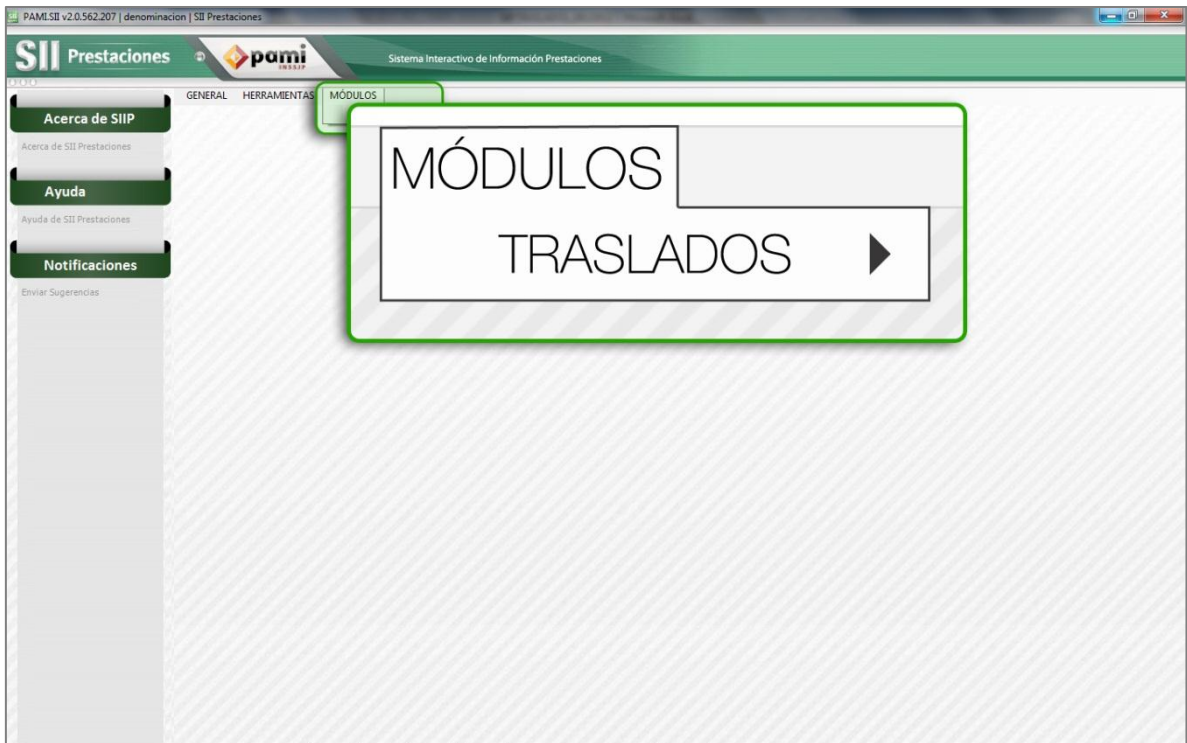 PAMI.SII v2.0.562.207 | denominacion | SII Prestaciones
SII Prestaciones
pami
INSSJP
Sistema Interactivo de Información Prestaciones
GENERAL HERRAMIENTAS MÓDULOS
Acerca de SIIP
Acerca de SII Prestaciones
Ayuda
Ayuda de SII Prestaciones
Notificaciones
Enviar Sugerencias
MÓDULOS
TRASLADOS